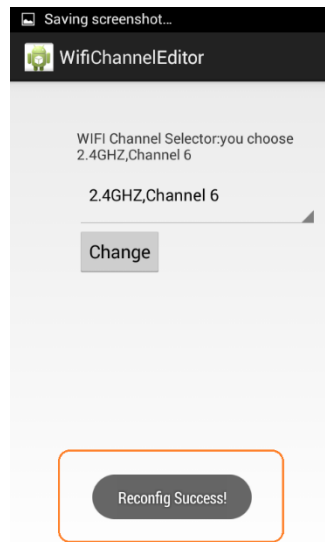 Saving screenshot...
WifiChannelEditor
WIFI Channel Selector:you choose
2.4GHZ,Channel 6
2.4GHZ,Channel 6
Change
Reconfig Success!